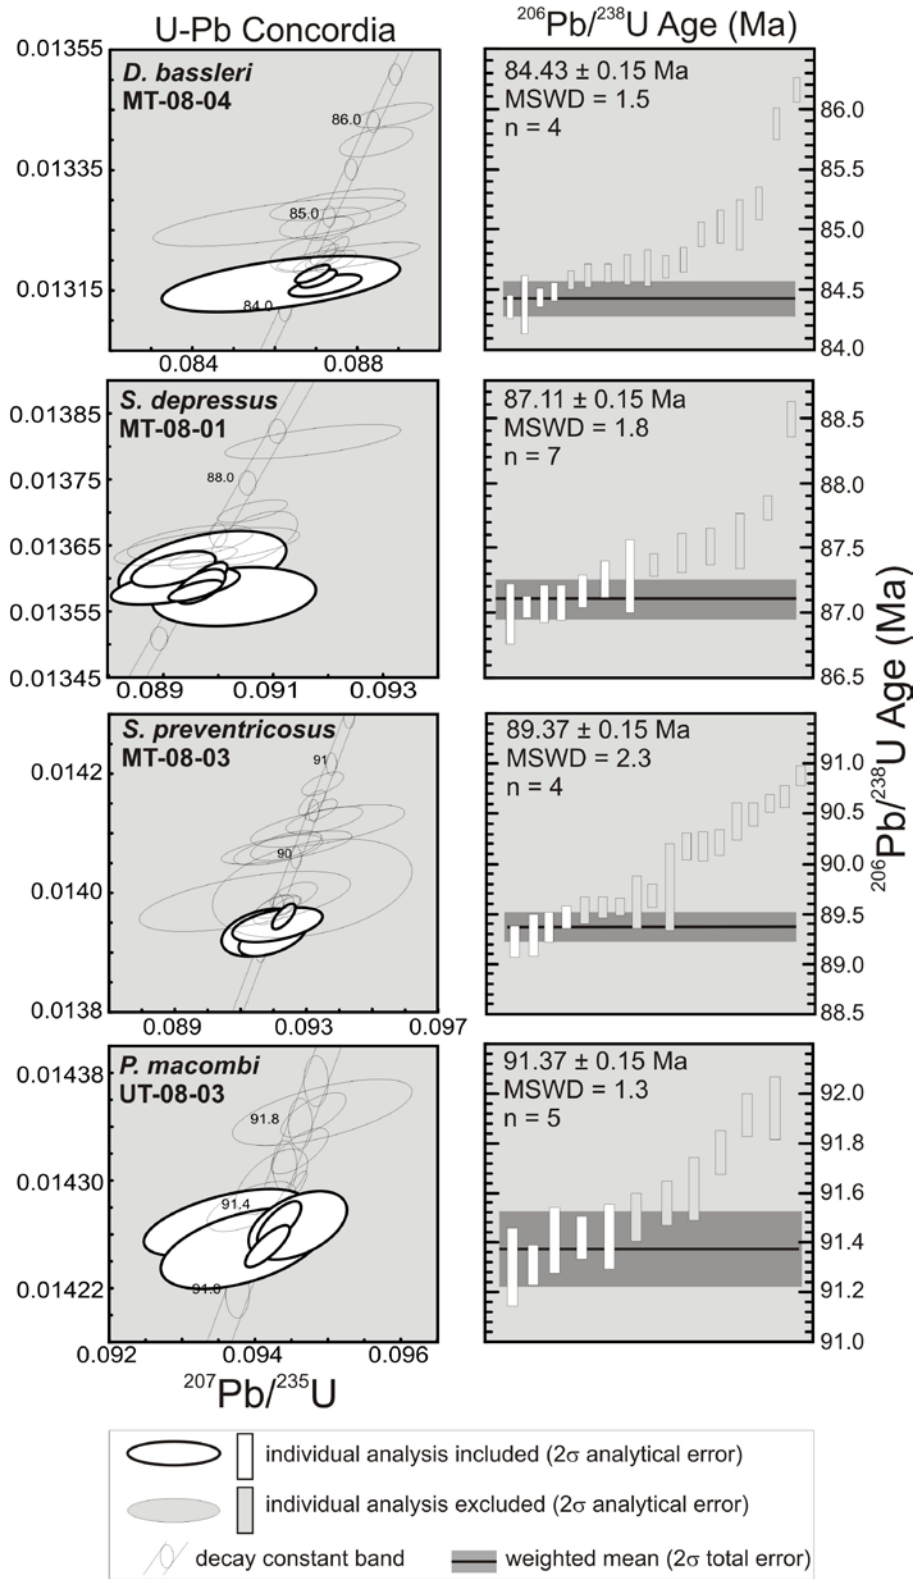 U-Pb Concordia
²⁰⁶Pb/²³⁸U Age (Ma)
0.01355
0.01335
0.01315
D. bassleri
MT-08-04
86.0
85.0
84.0
0.084
0.088
84.43 ± 0.15 Ma
MSWD = 1.5
n = 4
86.0
85.5
85.0
84.5
84.0
0.01385
0.01375
0.01365
0.01355
0.01345
S. depressus
MT-08-01
88.0
0.089
0.091
0.093
87.11 ± 0.15 Ma
MSWD = 1.8
n = 7
88.5
88.0
87.5
87.0
86.5
0.0142
0.0140
0.0138
S. preventricosus
MT-08-03
91
90
0.089
0.093
0.097
89.37 ± 0.15 Ma
MSWD = 2.3
n = 4
91.0
90.5
90.0
89.5
89.0
88.5
0.01438
0.01430
0.01422
P. macombi
UT-08-03
91.8
91.4
91.0
0.092
0.094
0.096
91.37 ± 0.15 Ma
MSWD = 1.3
n = 5
92.0
91.8
91.6
91.4
91.2
91.0
²⁰⁶Pb/²³⁸U Age (Ma)
²⁰⁷Pb/²³⁵U
individual analysis included (2σ analytical error)
individual analysis excluded (2σ analytical error)
decay constant band
weighted mean (2σ total error)